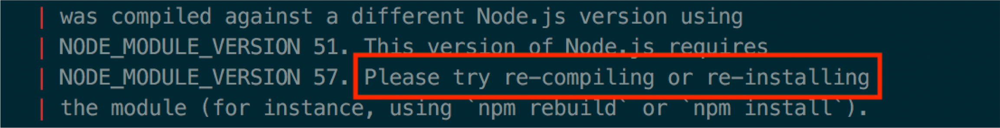 was compiled against a different Node.js version using
NODE_MODULE_VERSION 51. This version of Node.js requires
NODE_MODULE_VERSION 57. Please try re-compiling or re-installing
the module (for instance, using `npm rebuild` or `npm install`).